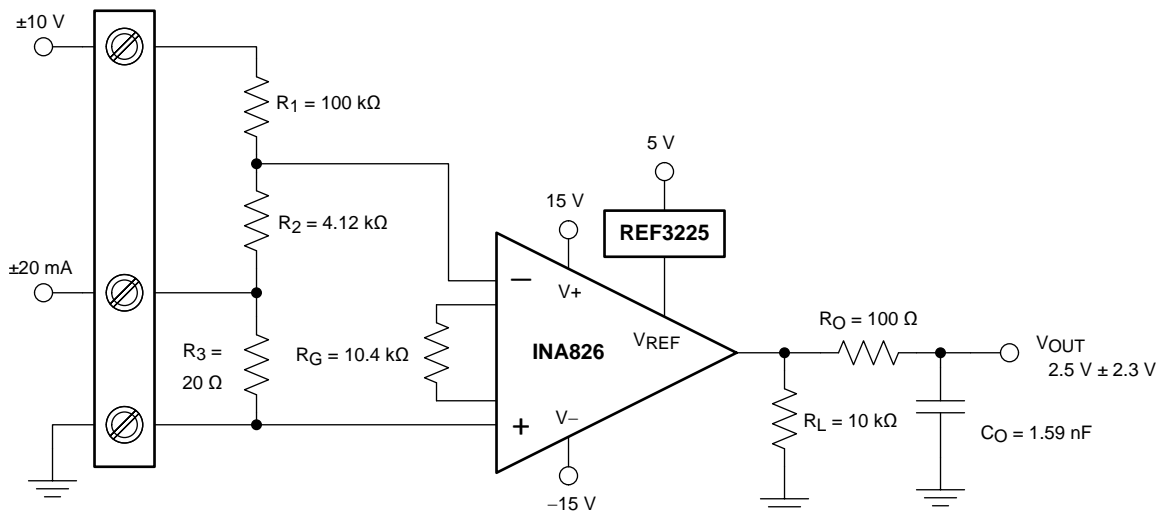 ±10 V
R1 = 100 kΩ
5 V
15 V
R2 = 4.12 kΩ
REF3225
±20 mA
−
V+
RO = 100 Ω
VOUT
2.5 V ± 2.3 V
R3 =
20 Ω
RG = 10.4 kΩ
INA826
VREF
+
V−
RL = 10 kΩ
CO = 1.59 nF
−15 V